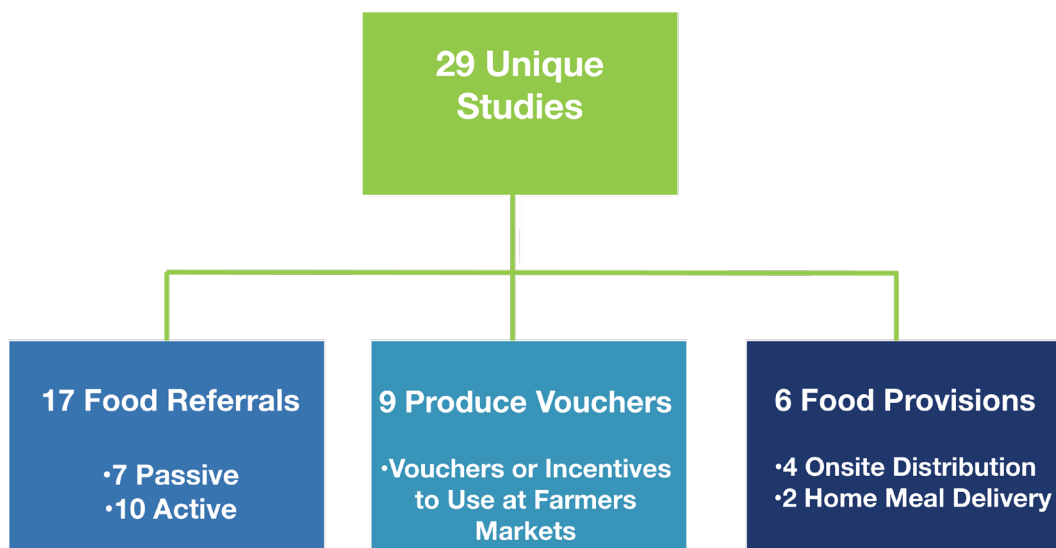 29 Unique
Studies
17 Food Referrals
•7 Passive
•10 Active
9 Produce Vouchers
•Vouchers or Incentives
to Use at Farmers
Markets
6 Food Provisions
•4 Onsite Distribution
•2 Home Meal Delivery